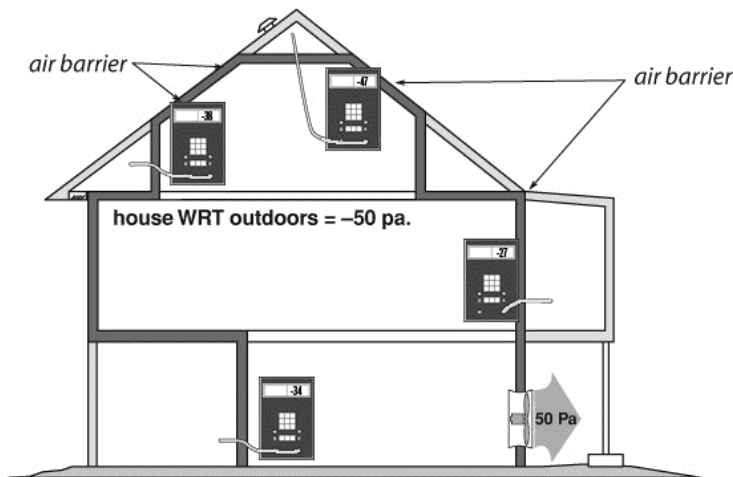 air barrier
-47
air barrier
-38
house WRT outdoors = –50 pa.
-27
-34
50 Pa